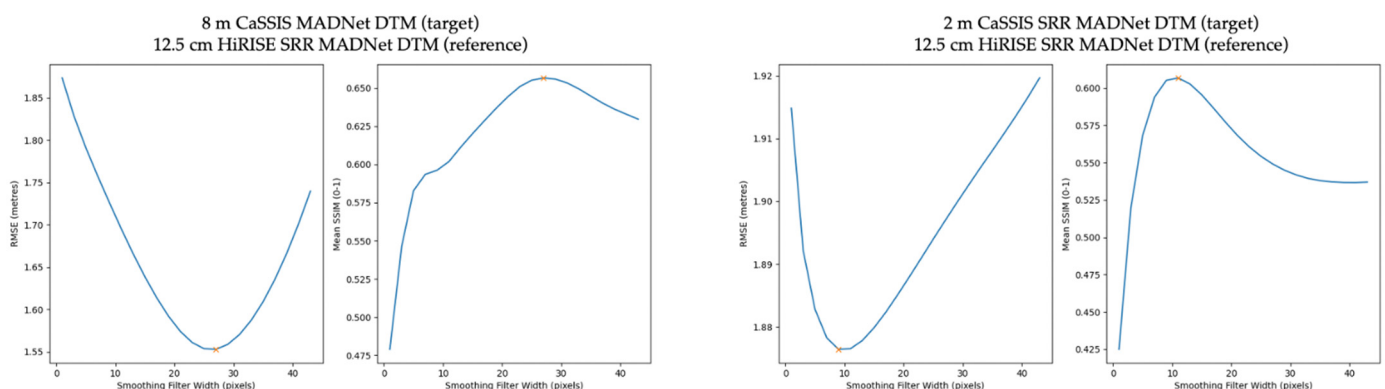 8 m CaSSIS MADNet DTM (target)
12.5 cm HiRISE SRR MADNet DTM (reference)
1.85
1.80
1.75
1.70
1.65
1.60
1.55
RMSE (metres)
0 10 20 30 40
Smoothing Filter Width (pixels)
0.650
0.625
0.600
0.575
0.550
0.525
0.500
0.475
Mean SSIM (0-1)
0 10 20 30 40
Smoothing Filter Width (pixels)
2 m CaSSIS SRR MADNet DTM (target)
12.5 cm HiRISE SRR MADNet DTM (reference)
1.92
1.91
1.90
1.89
1.88
RMSE (metres)
0 10 20 30 40
Smoothing Filter Width (pixels)
0.600
0.575
0.550
0.525
0.500
0.475
0.450
0.425
Mean SSIM (0-1)
0 10 20 30 40
Smoothing Filter Width (pixels)